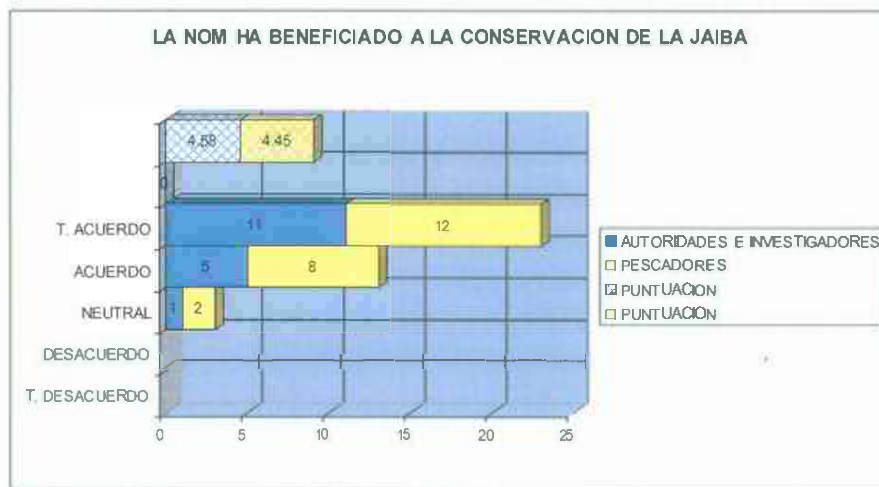 LA NOM HA BENEFICIADO A LA CONSERVACION DE LA JAIBA
4.58 4.45
0
T. ACUERDO 11 12
ACUERDO 5 8
NEUTRAL 1 2
DESACUERDO
T. DESACUERDO
0 5 10 15 20 25
AUTORIDADES E INVESTIGADORES
PESCADORES
PUNTUACION
PUNTUACION